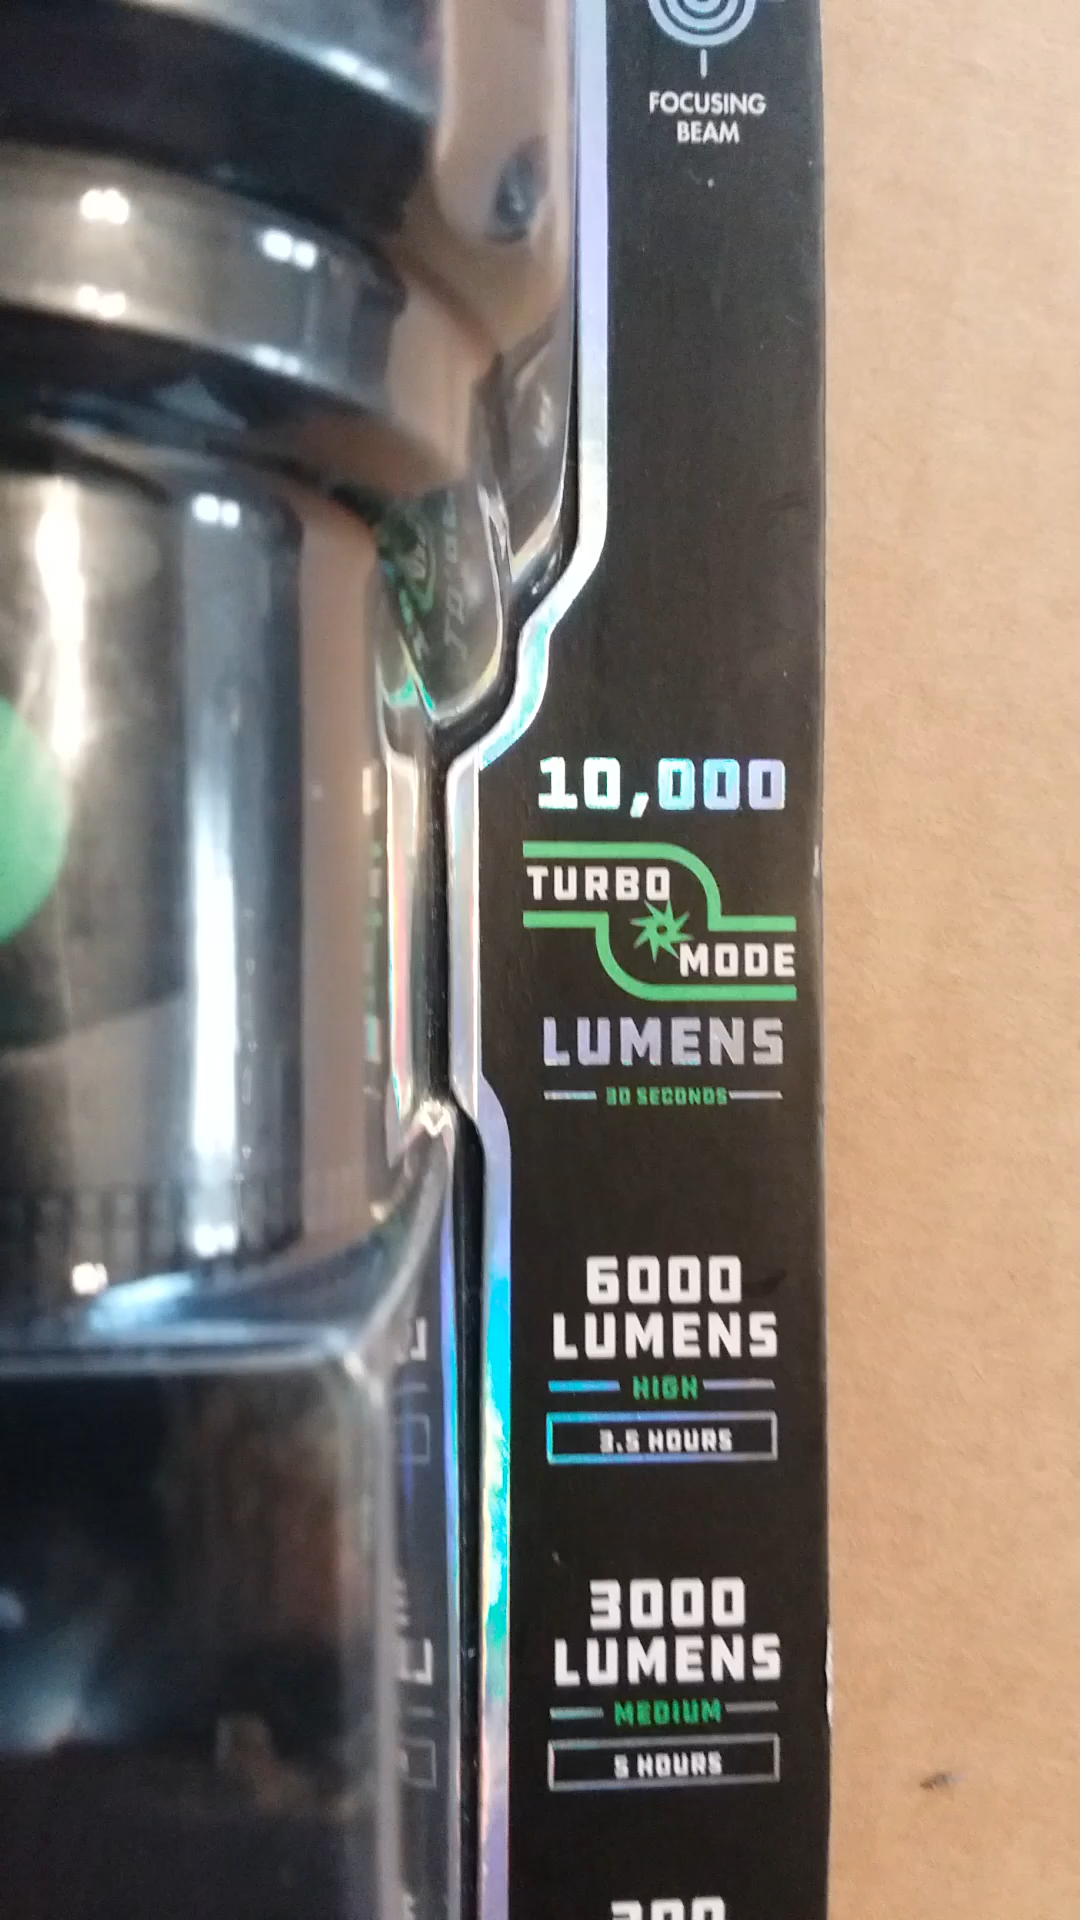 FOCUSING
BEAM
10,000
TURBO
MODE
LUMENS
30 SECONDS
6000
LUMENS
HIGH
3.5 HOURS
3000
LUMENS
MEDIUM
5 HOURS
300